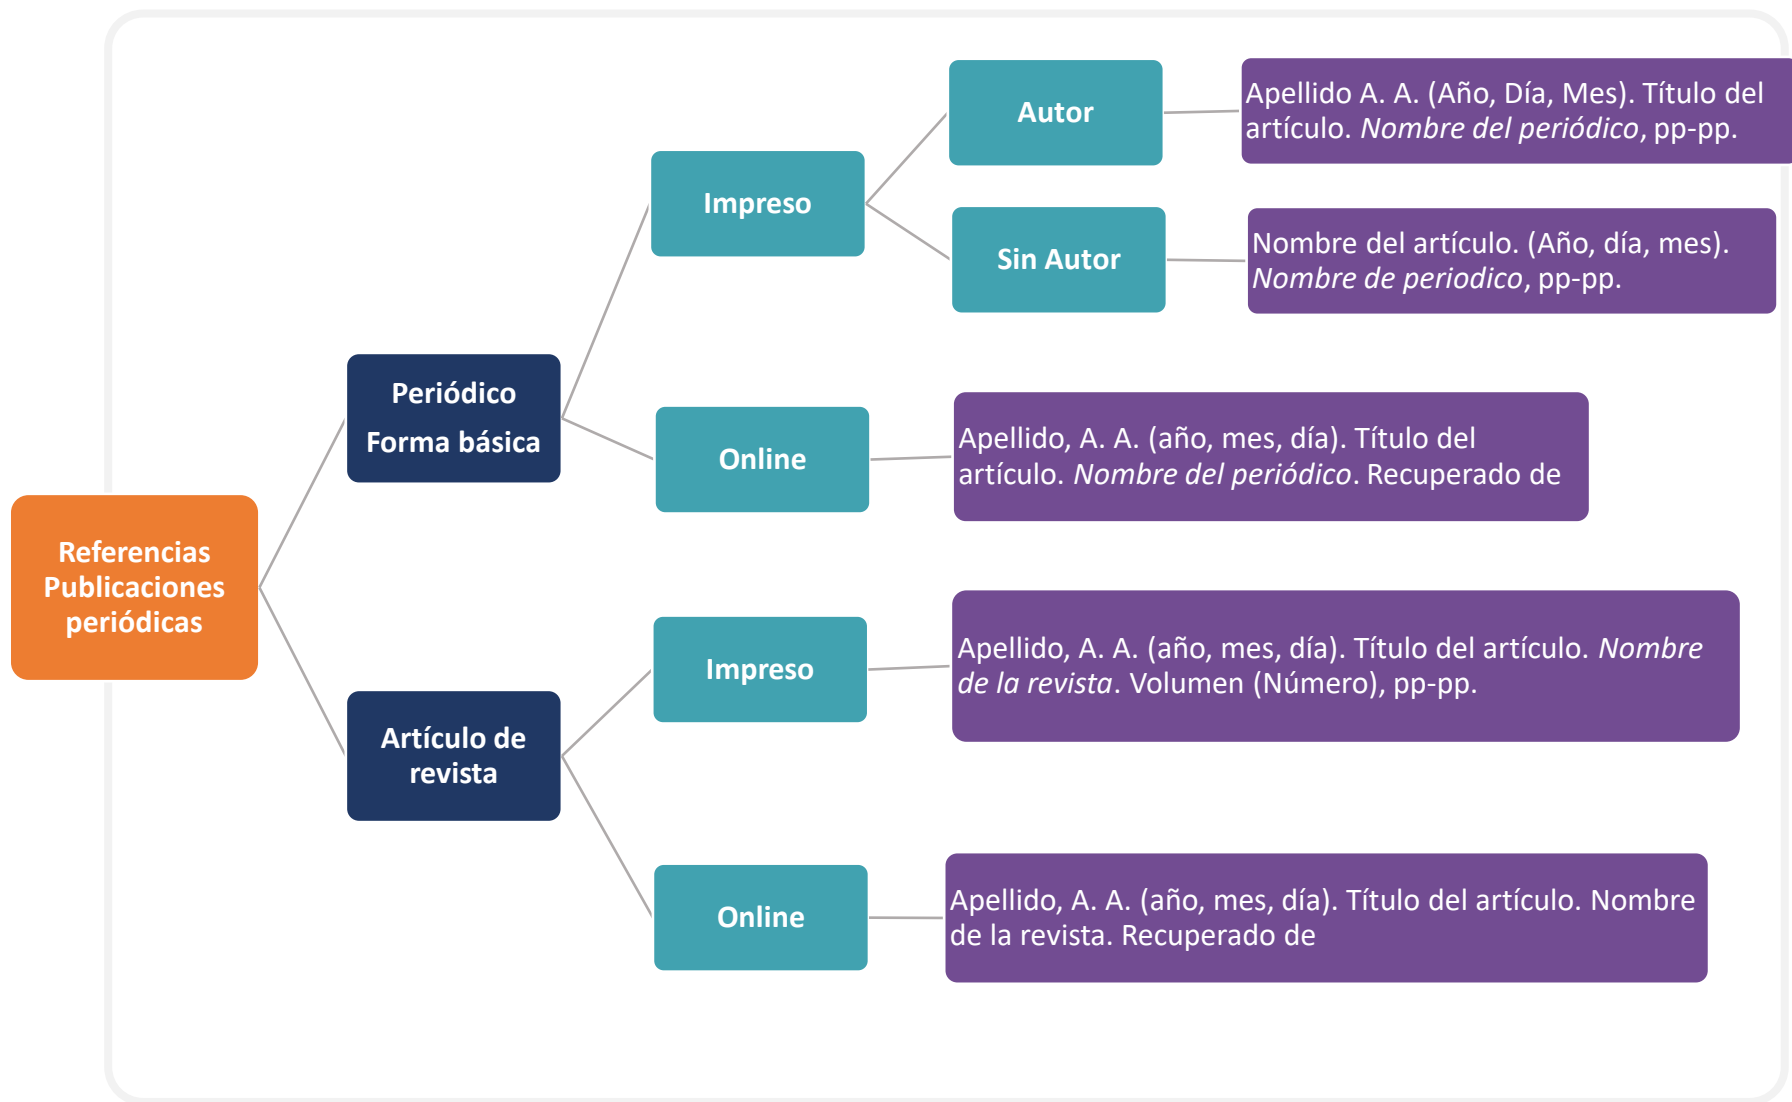 Referencias
Publicaciones
periódicas
Periódico
Forma básica
Impreso
Autor
Apellido A. A. (Año, Día, Mes). Título del
artículo. Nombre del periódico, pp-pp.
Sin Autor
Nombre del artículo. (Año, día, mes).
Nombre de periodico, pp-pp.
Online
Apellido, A. A. (año, mes, día). Título del
artículo. Nombre del periódico. Recuperado de
Artículo de
revista
Impreso
Apellido, A. A. (año, mes, día). Título del artículo. Nombre
de la revista. Volumen (Número), pp-pp.
Online
Apellido, A. A. (año, mes, día). Título del artículo. Nombre
de la revista. Recuperado de